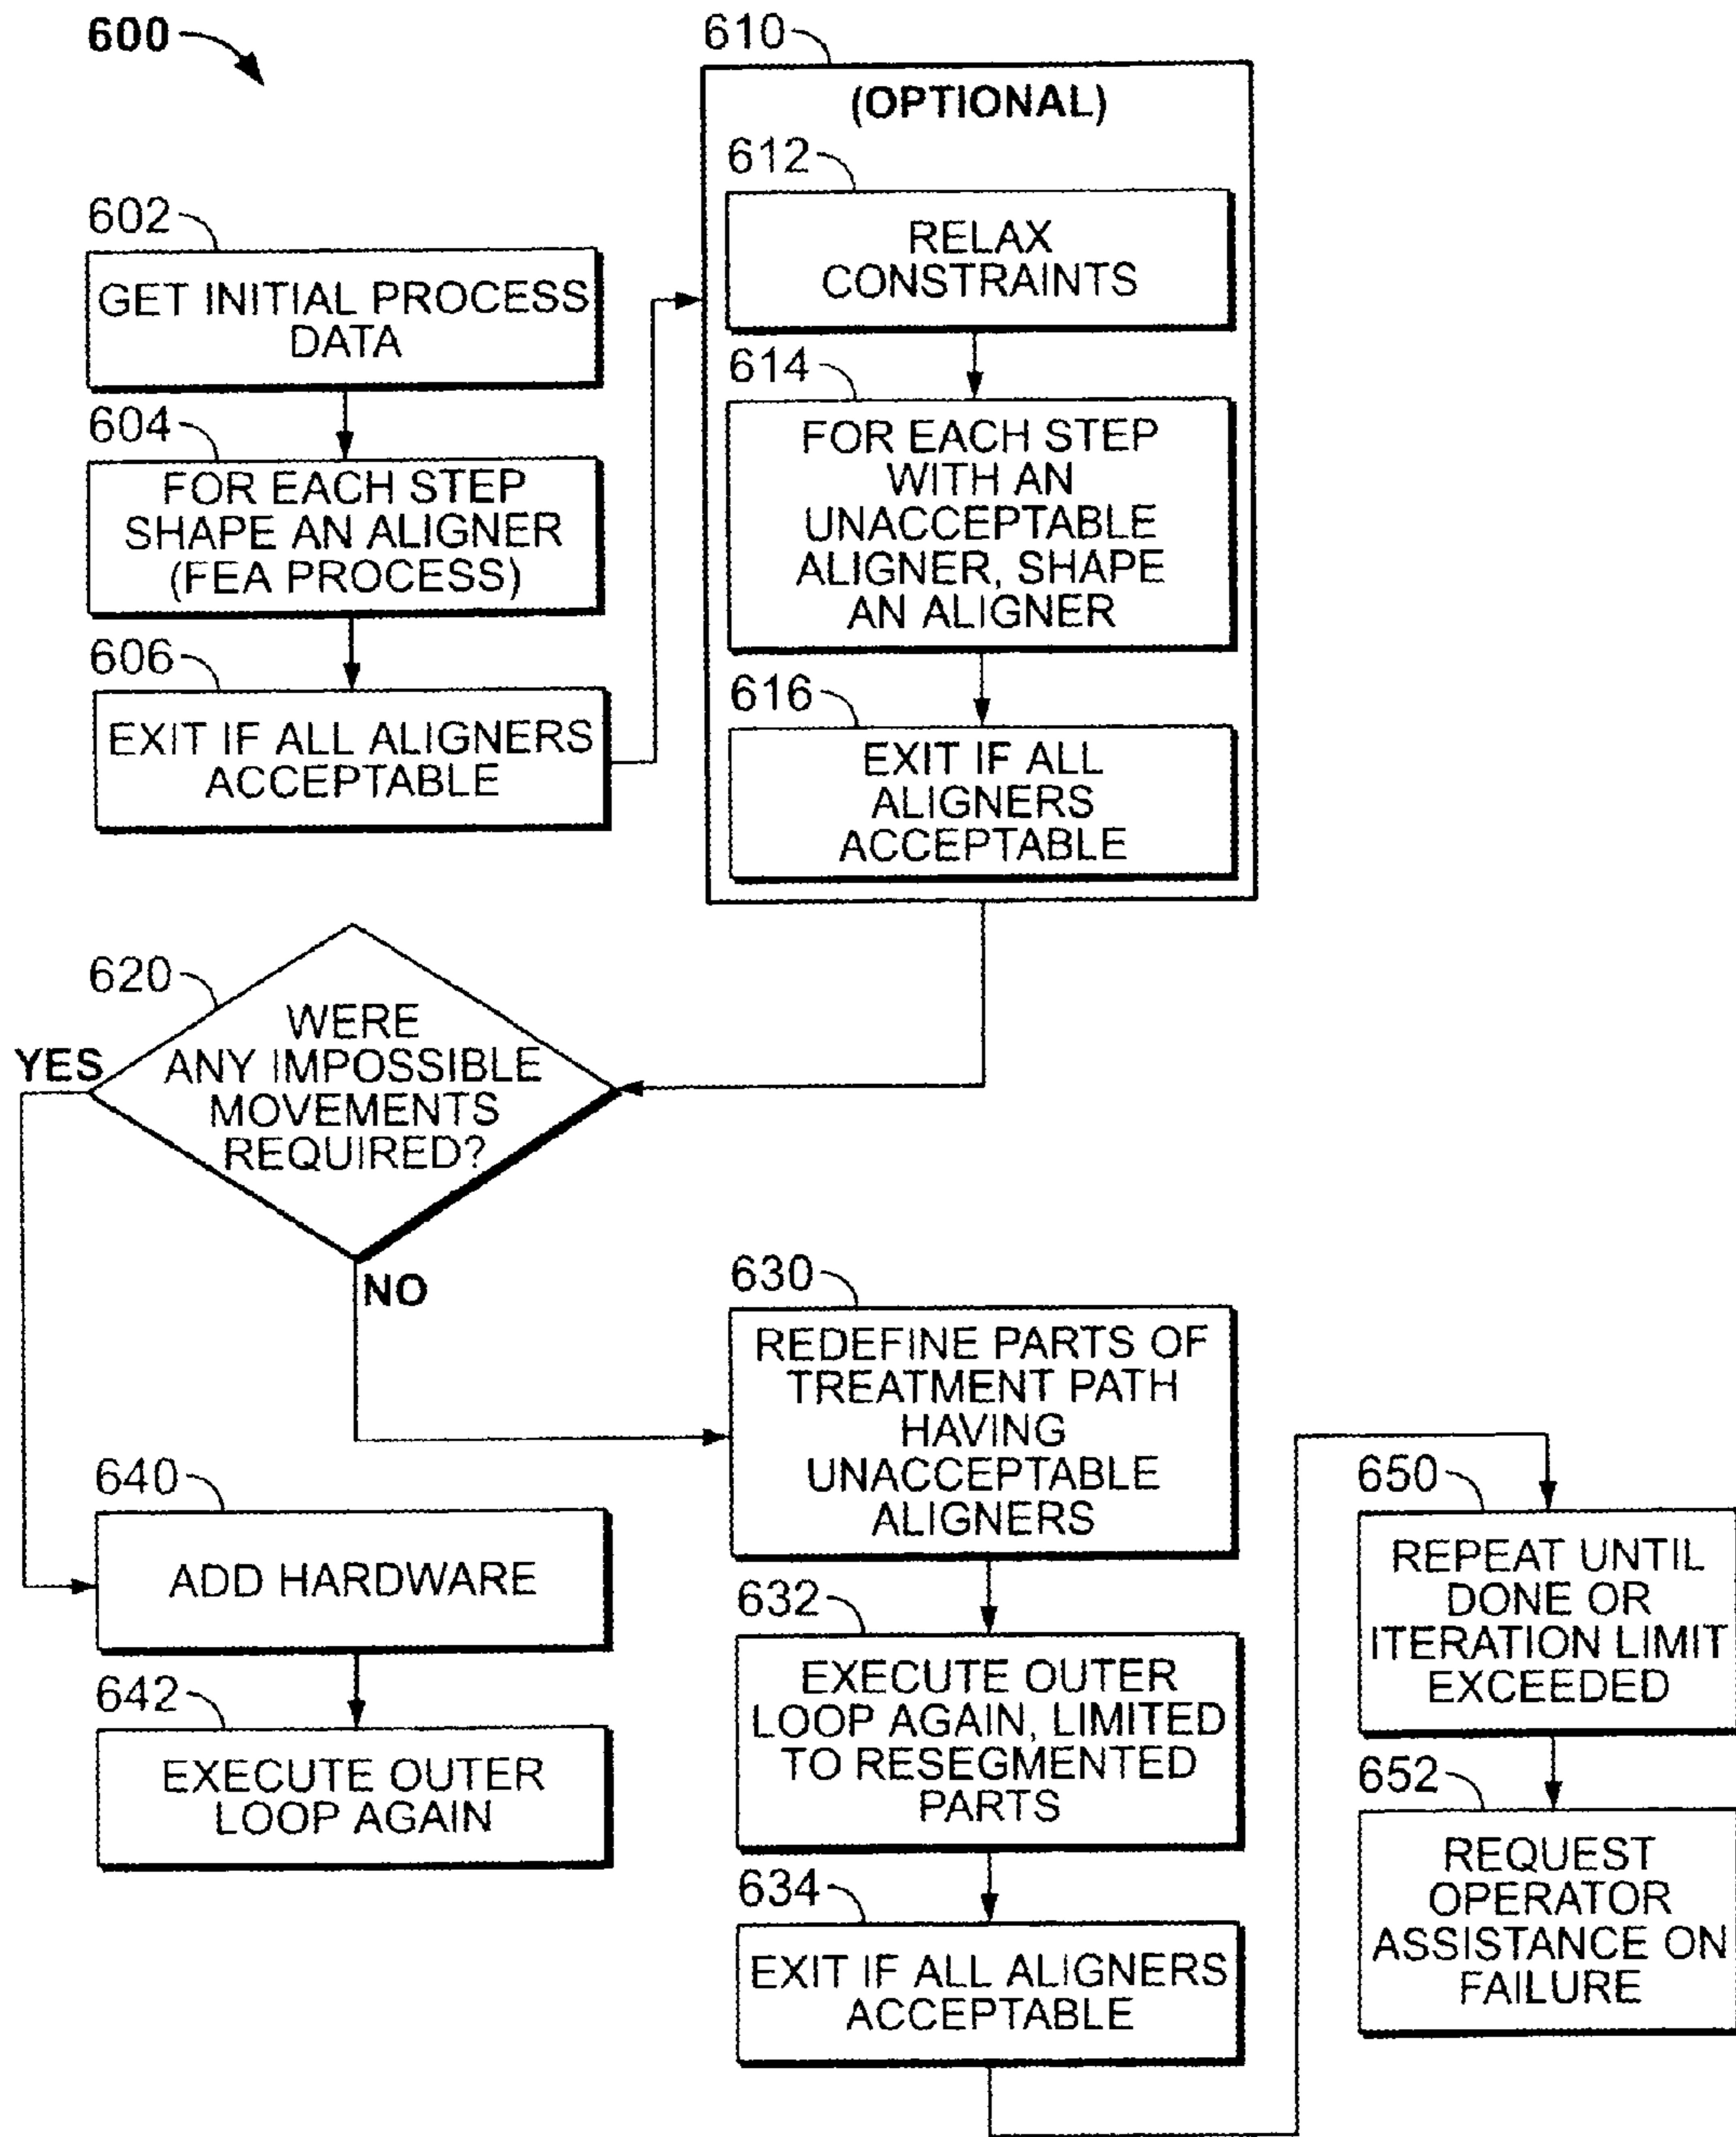 600
602
GET INITIAL PROCESS
DATA
604
FOR EACH STEP
SHAPE AN ALIGNER
(FEA PROCESS)
606
EXIT IF ALL ALIGNERS
ACCEPTABLE
610
(OPTIONAL)
612
RELAX
CONSTRAINTS
614
FOR EACH STEP
WITH AN
UNACCEPTABLE
ALIGNER, SHAPE
AN ALIGNER
616
EXIT IF ALL
ALIGNERS
ACCEPTABLE
620
WERE
ANY IMPOSSIBLE
MOVEMENTS
REQUIRED?
YES
NO
640
ADD HARDWARE
642
EXECUTE OUTER
LOOP AGAIN
630
REDEFINE PARTS OF
TREATMENT PATH
HAVING
UNACCEPTABLE
ALIGNERS
632
EXECUTE OUTER
LOOP AGAIN, LIMITED
TO RESEGMENTED
PARTS
634
EXIT IF ALL ALIGNERS
ACCEPTABLE
650
REPEAT UNTIL
DONE OR
ITERATION LIMIT
EXCEEDED
652
REQUEST
OPERATOR
ASSISTANCE ON
FAILURE